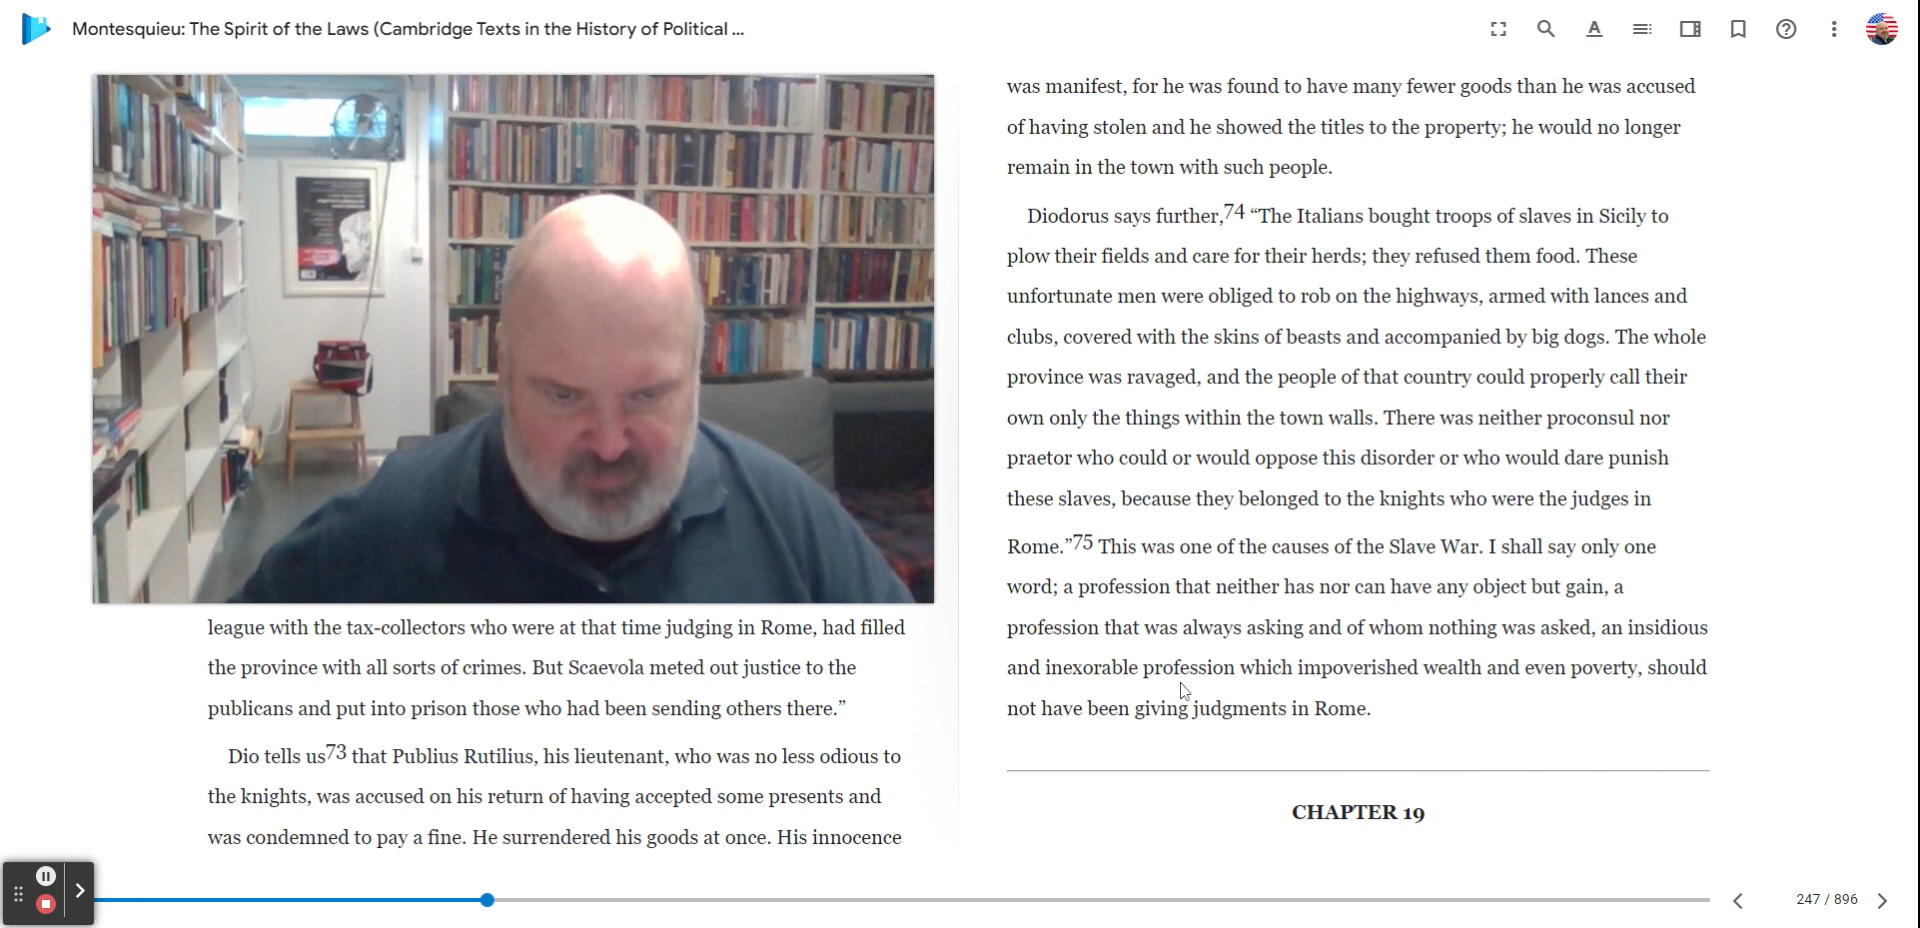 Montesquieu: The Spirit of the Laws (Cambridge Texts in the History of Political ...
league with the tax-collectors who were at that time judging in Rome, had filled
the province with all sorts of crimes. But Scaevola meted out justice to the
publicans and put into prison those who had been sending others there.”
Dio tells us73 that Publius Rutilius, his lieutenant, who was no less odious to
the knights, was accused on his return of having accepted some presents and
was condemned to pay a fine. He surrendered his goods at once. His innocence
was manifest, for he was found to have many fewer goods than he was accused
of having stolen and he showed the titles to the property; he would no longer
remain in the town with such people.
Diodorus says further,74 “The Italians bought troops of slaves in Sicily to
plow their fields and care for their herds; they refused them food. These
unfortunate men were obliged to rob on the highways, armed with lances and
clubs, covered with the skins of beasts and accompanied by big dogs. The whole
province was ravaged, and the people of that country could properly call their
own only the things within the town walls. There was neither proconsul nor
praetor who could or would oppose this disorder or who would dare punish
these slaves, because they belonged to the knights who were the judges in
Rome.”75 This was one of the causes of the Slave War. I shall say only one
word; a profession that neither has nor can have any object but gain, a
profession that was always asking and of whom nothing was asked, an insidious
and inexorable profession which impoverished wealth and even poverty, should
not have been giving judgments in Rome.
CHAPTER 19
247 / 896